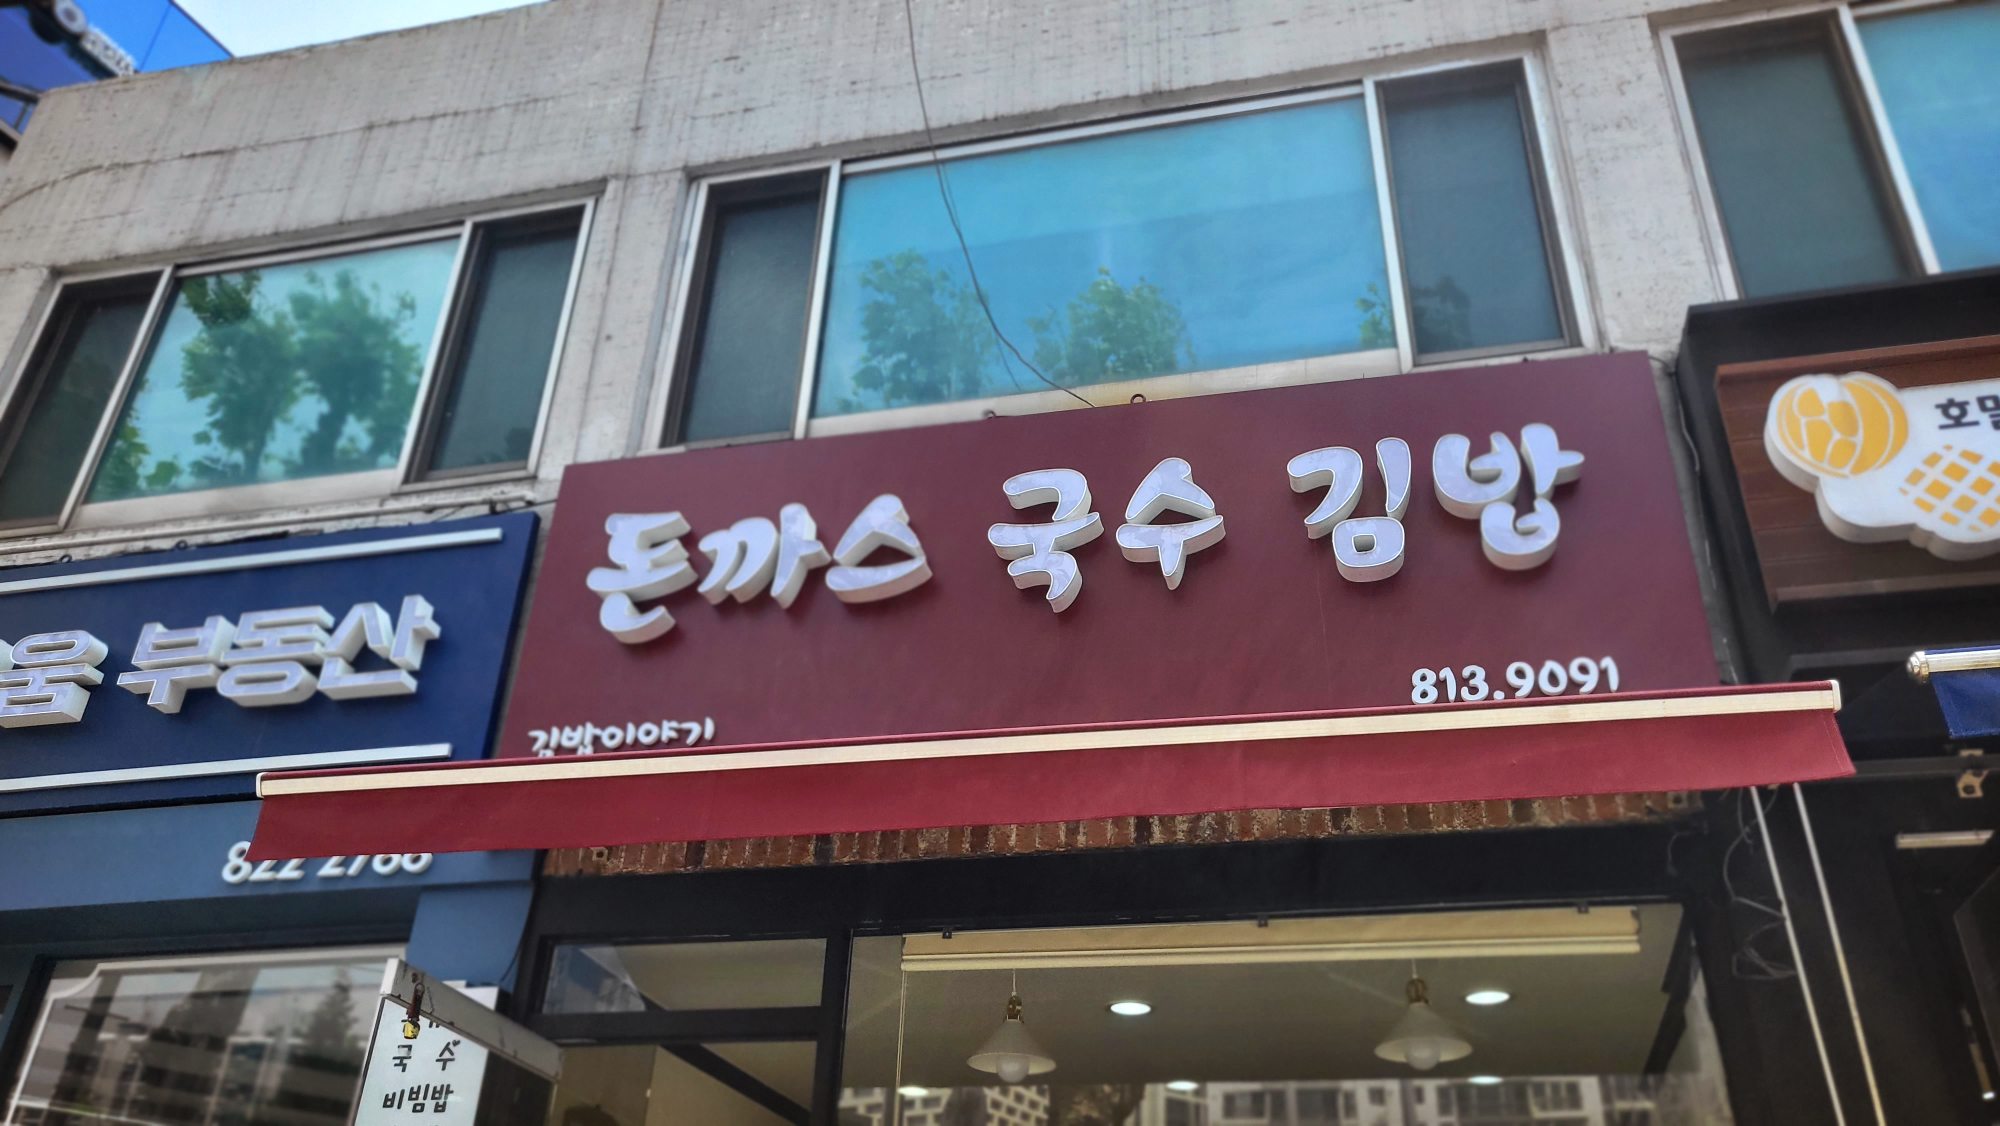 돈까스 국수 김밥
813.9091
김밥이야기
움 부동산
822 2766
호밀
국수
비빔밥